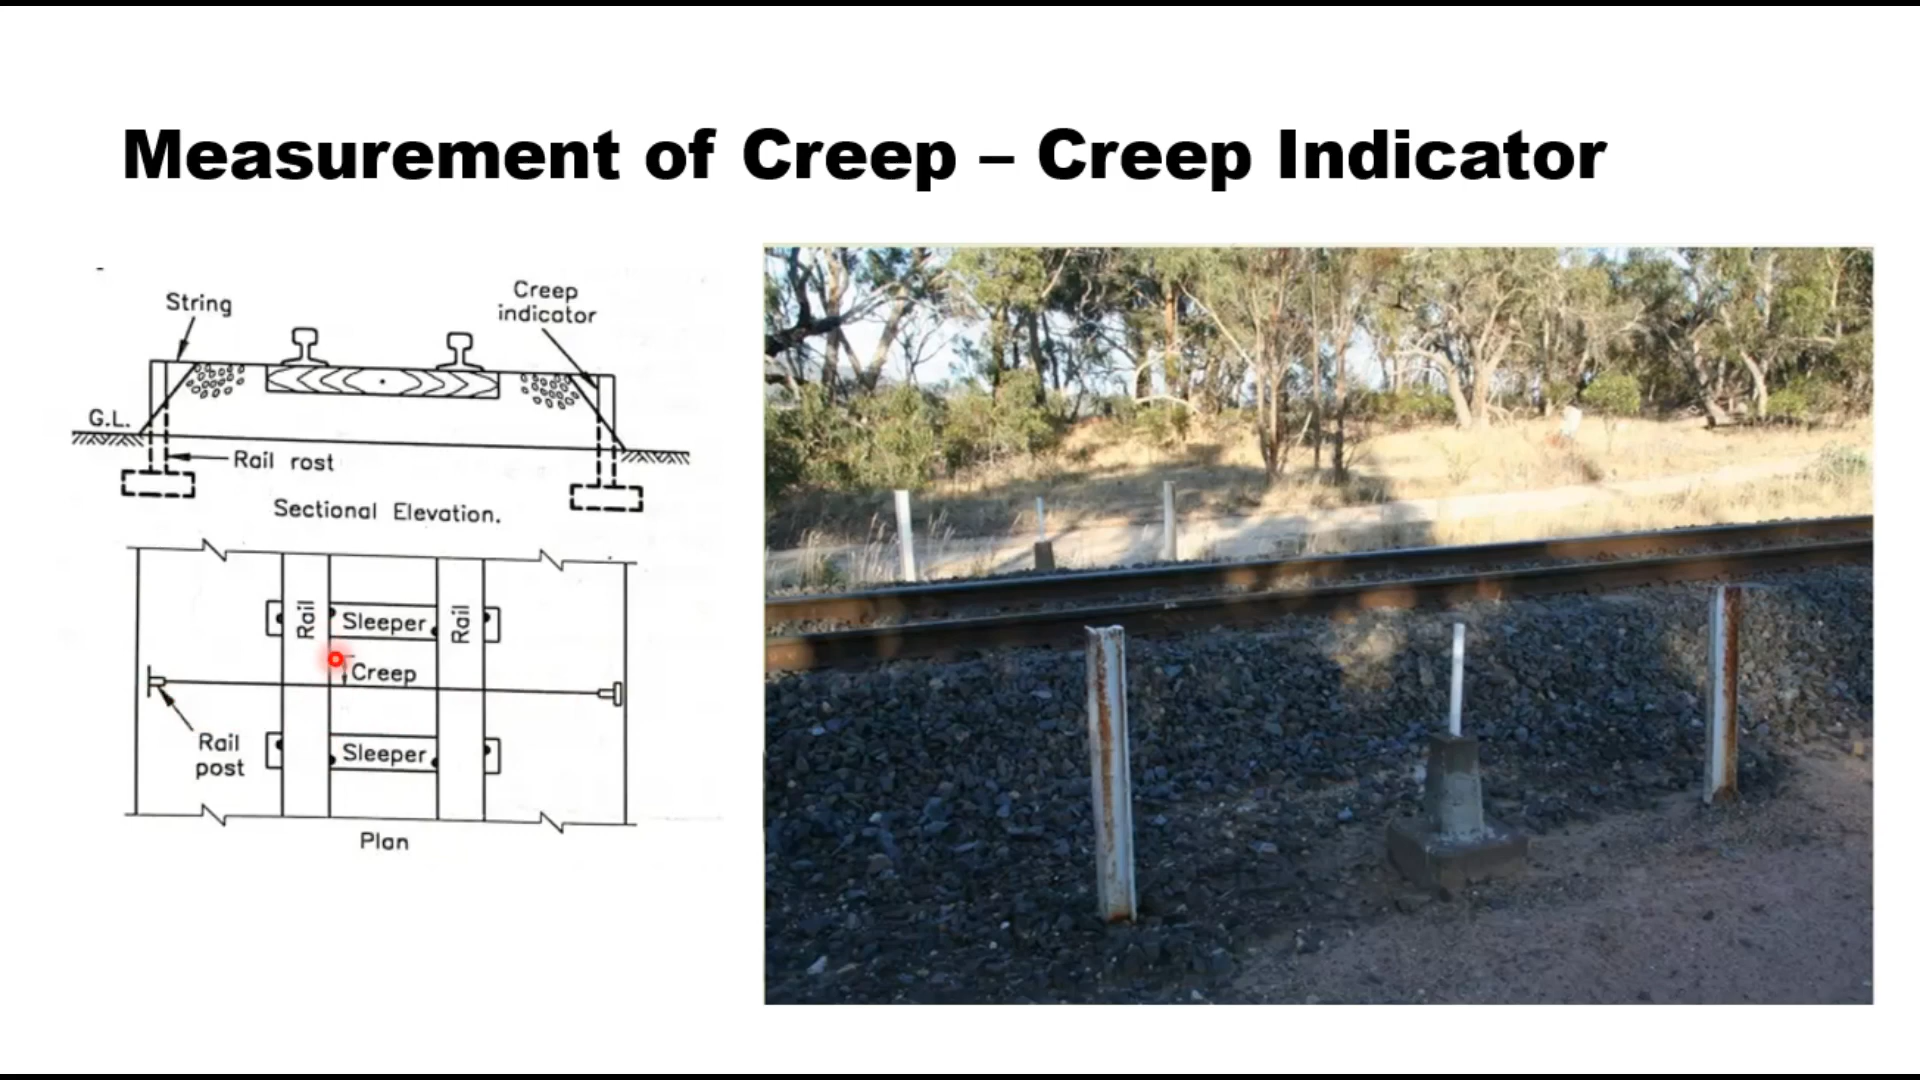 Measurement of Creep – Creep Indicator
String
Creep
indicator
G.L.
Rail rost
Sectional Elevation.
Rail
Sleeper
Rail
Creep
Rail
post
Sleeper
Plan